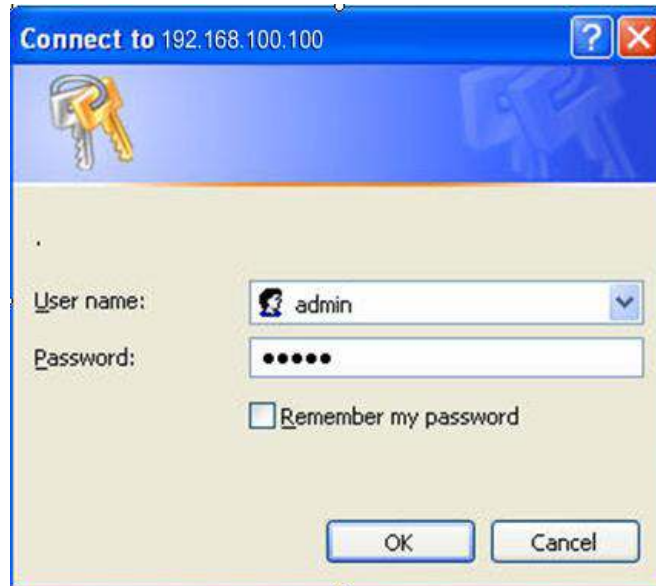 Connect to 192.168.100.100
.
User name:
admin
Password:
•••••
Remember my password
OK
Cancel